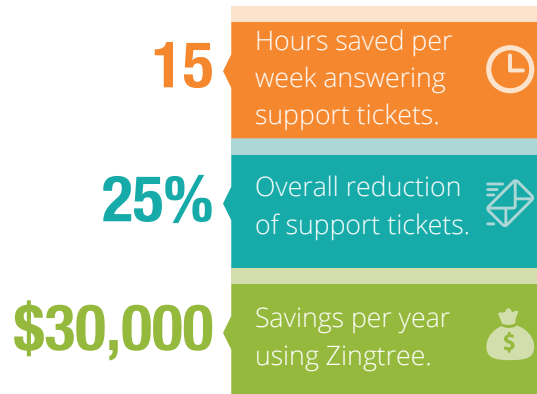 15
Hours saved per
week answering
support tickets.
25%
Overall reduction
of support tickets.
$30,000
Savings per year
using Zingtree.
$